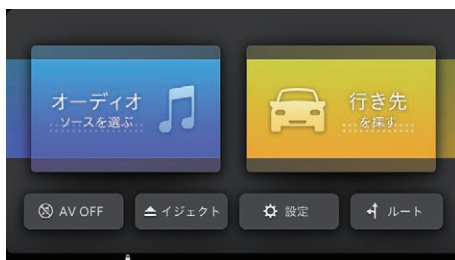 オーディオ
ソースを選ぶ
行き先
を探す
AV OFF
イジェクト
設定
ルート